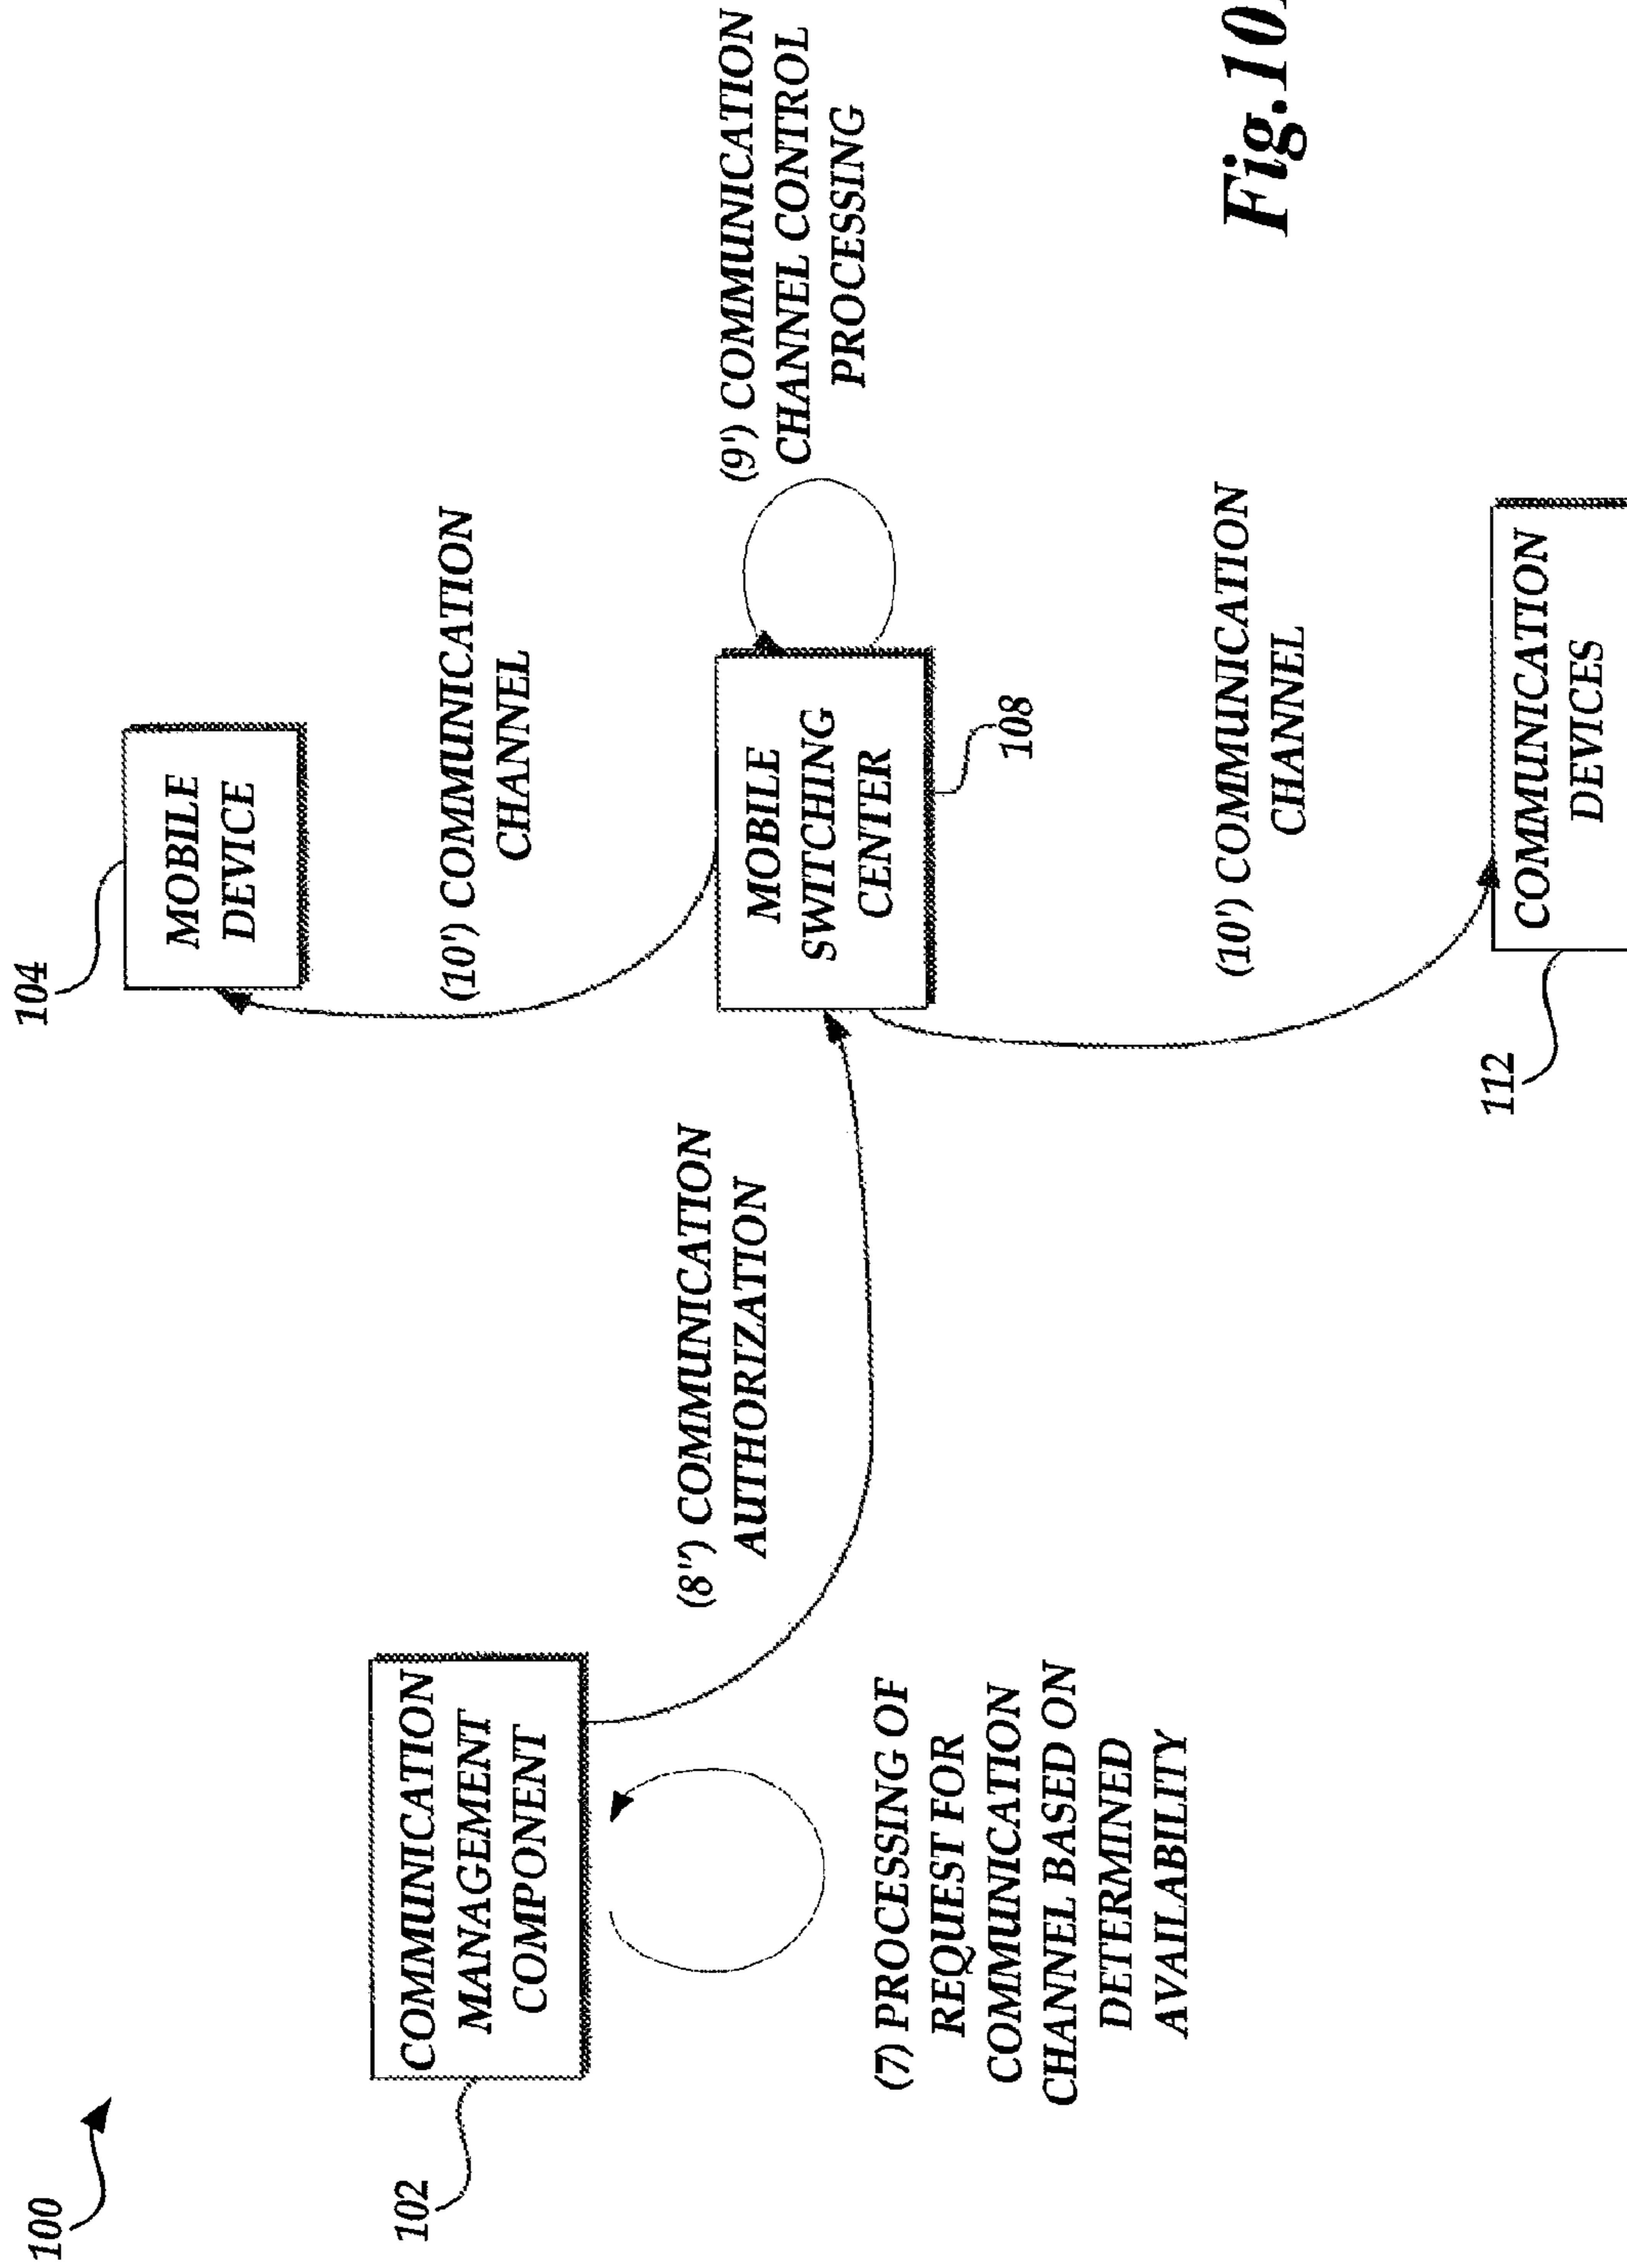 100
104
MOBILE
DEVICE
102
COMMUNICATION
MANAGEMENT
COMPONENT
(10') COMMUNICATION
CHANNEL
(8") COMMUNICATION
AUTHORIZATION
MOBILE
SWITCHING
CENTER
(9') COMMUNICATION
CHANNEL CONTROL
PROCESSING
108
(7) PROCESSING OF
REQUEST FOR
COMMUNICATION
CHANNEL BASED ON
DETERMINED
AVAILABILITY
(10') COMMUNICATION
CHANNEL
112
COMMUNICATION
DEVICES
Fig.10